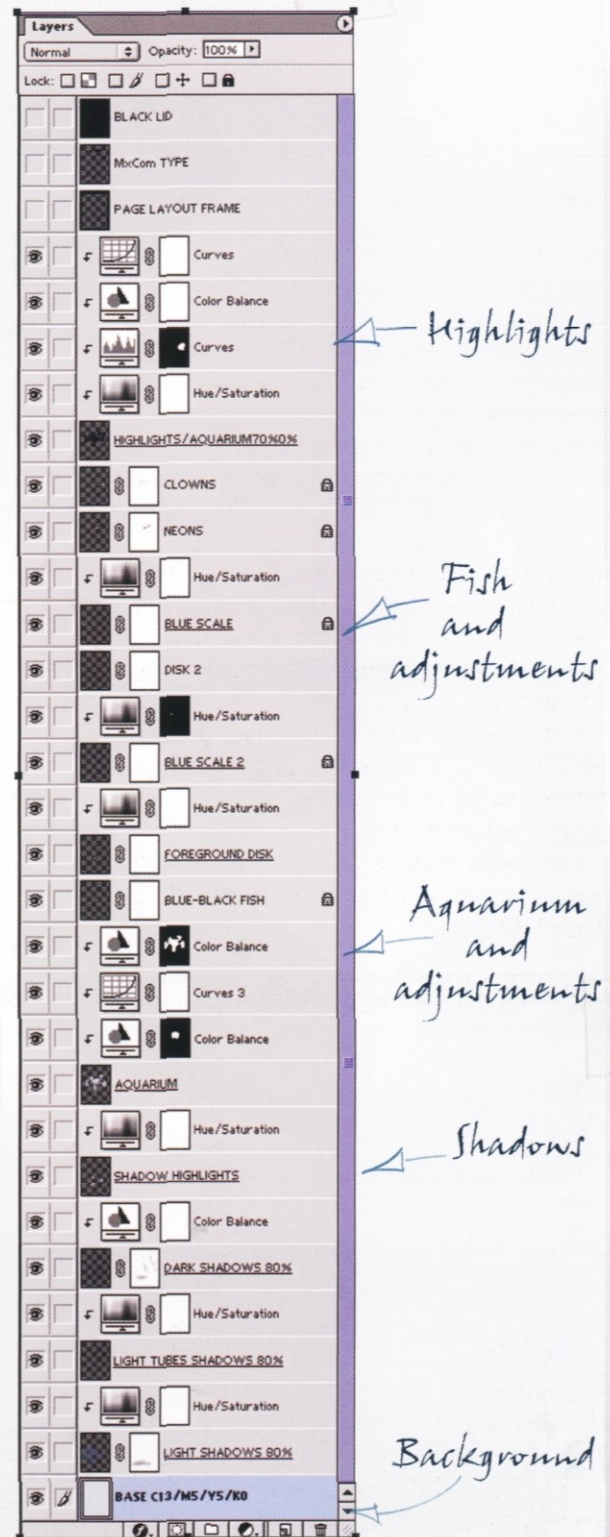 Layers
Normal Opacity: 100%
Lock:
BLACK LID
MxCom TYPE
PAGE LAYOUT FRAME
Curves
Color Balance
Curves
Highlights
Hue/Saturation
HIGHLIGHTS/AQUARIUM70%0%
CLOWNS
NEONS
Hue/Saturation
BLUE SCALE
DISK 2
Fish
and
adjustments
Hue/Saturation
BLUE SCALE 2
Hue/Saturation
FOREGROUND DISK
BLUE-BLACK FISH
Color Balance
Curves 3
Aquarium
and
adjustments
Color Balance
AQUARIUM
Hue/Saturation
SHADOW HIGHLIGHTS
Shadows
Color Balance
DARK SHADOWS 80%
Hue/Saturation
LIGHT TUBES SHADOWS 80%
Hue/Saturation
LIGHT SHADOWS 80%
Background
BASE C13/M5/Y5/K0